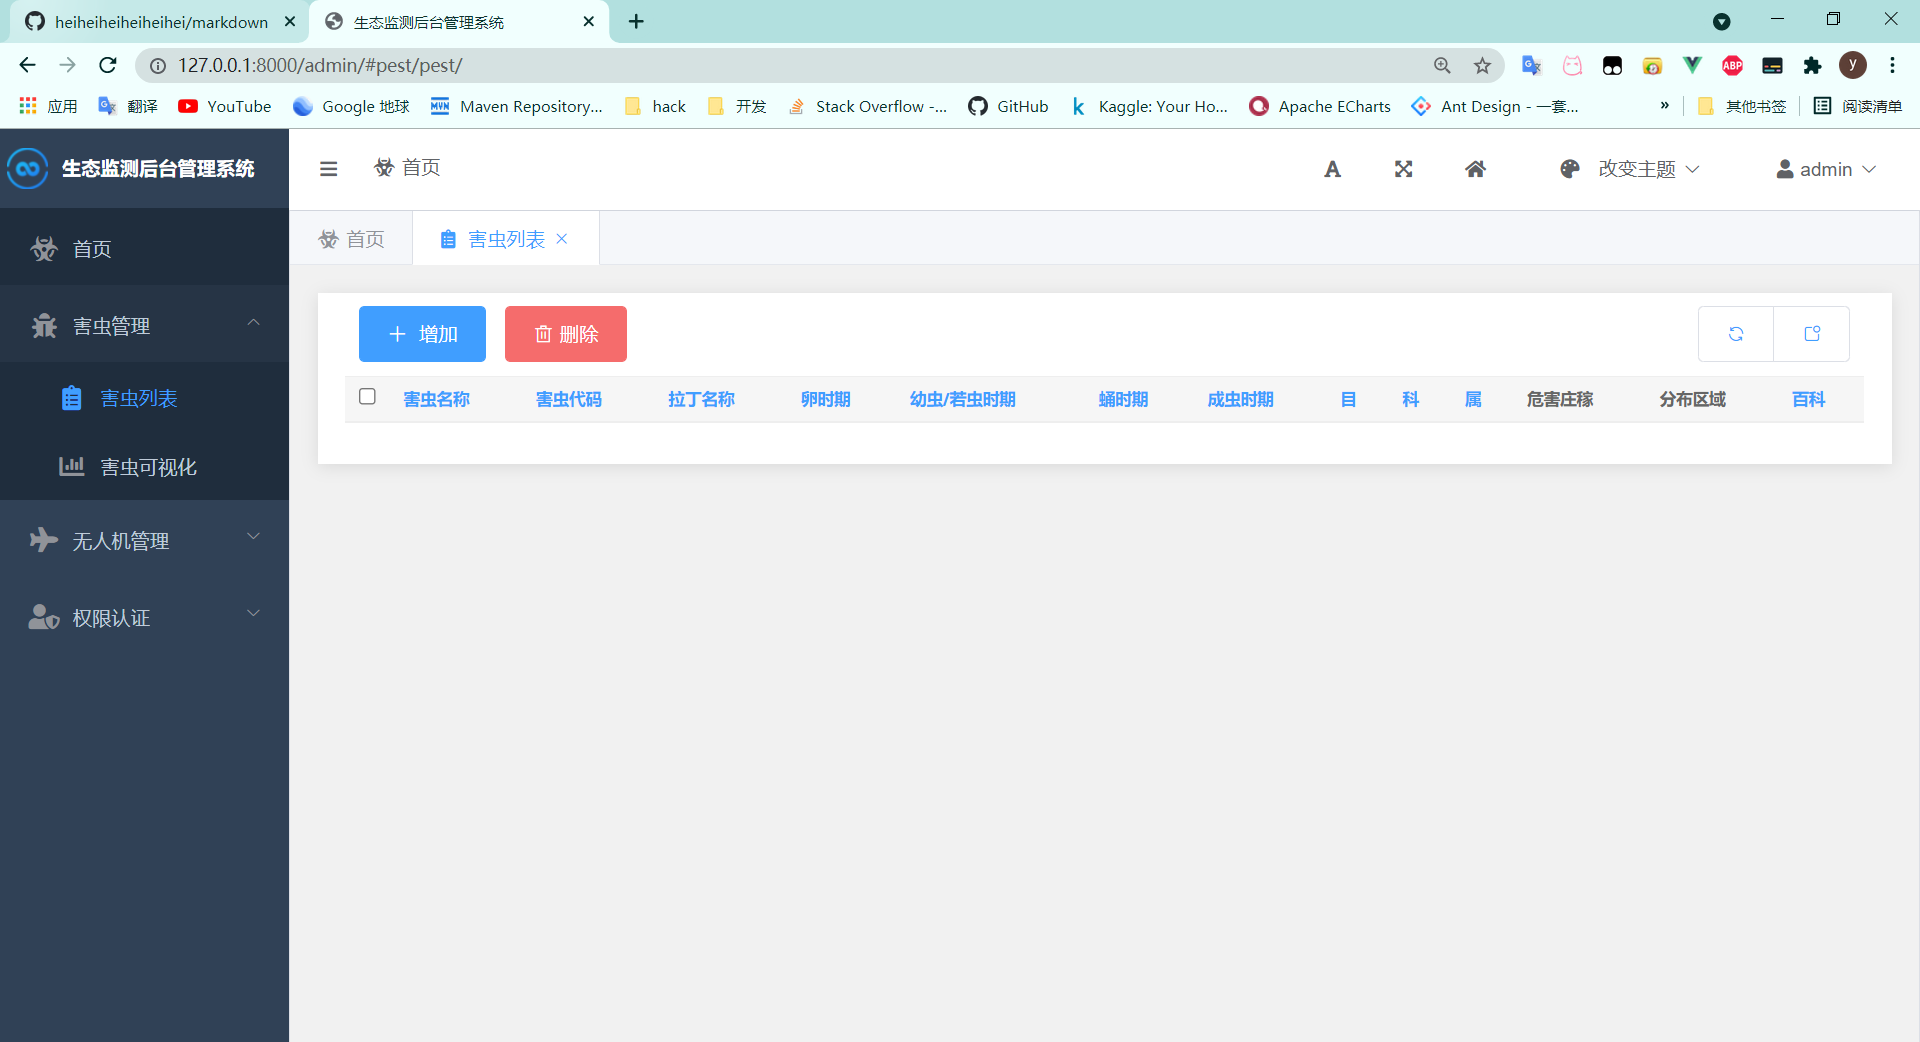 heiheiheiheiheihei/markdown
生态监测后台管理系统
127.0.0.1:8000/admin/#pest/pest/
ABP
y
应用
翻译
YouTube
Google 地球
MVN
Maven Repository...
hack
开发
Stack Overflow -...
GitHub
k
Kaggle: Your Ho...
Apache ECharts
Ant Design - 一套...
»
其他书签
阅读清单
生态监测后台管理系统
首页
A
改变主题
admin
首页
害虫列表
首页
害虫管理
害虫列表
害虫可视化
无人机管理
权限认证
增加
删除
害虫名称 害虫代码 拉丁名称 卵时期 幼虫/若虫时期 蛹时期 成虫时期 目 科 属 危害庄稼 分布区域 百科